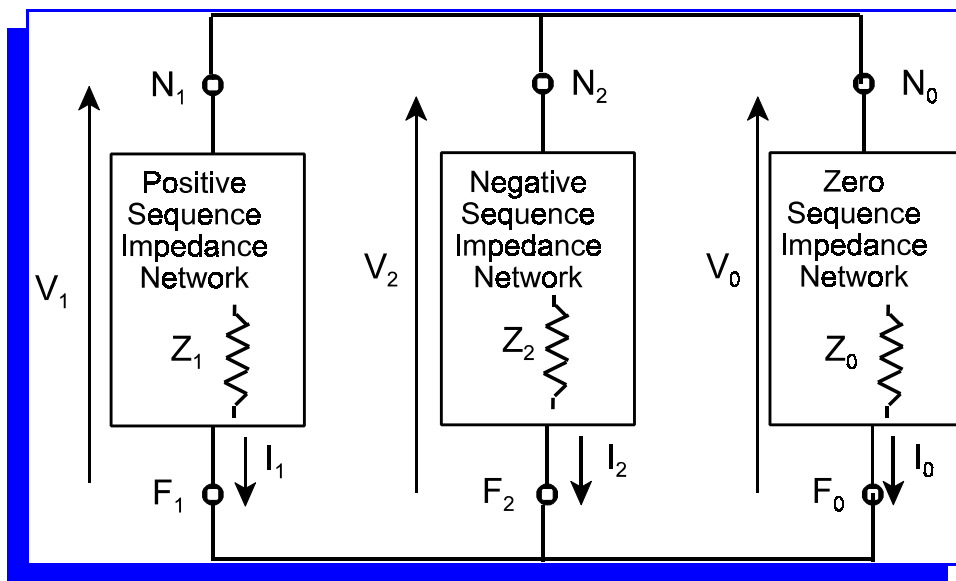 N₁
N₂
N₀
Positive
Sequence
Impedance
Network
Negative
Sequence
Impedance
Network
Zero
Sequence
Impedance
Network
V₁
V₂
V₀
Z₁
Z₂
Z₀
I₁
I₂
I₀
F₁
F₂
F₀